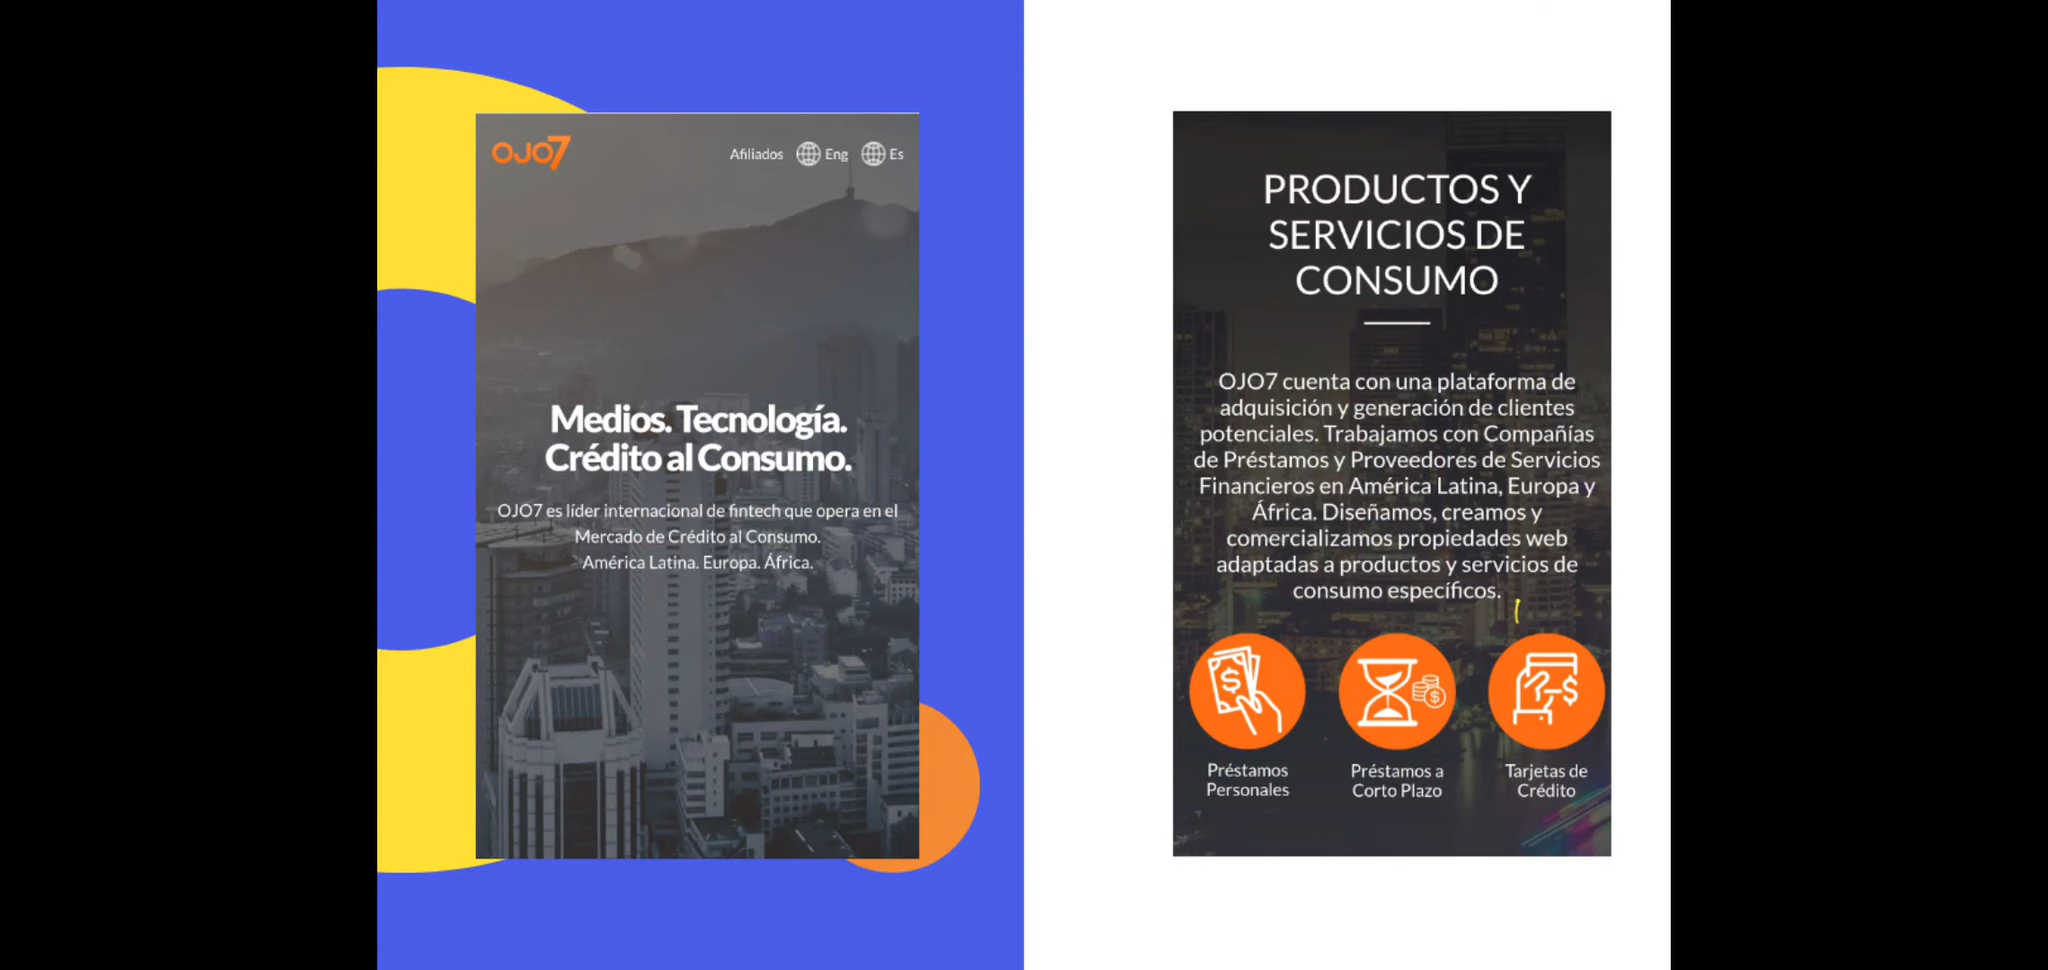 OJO7
Afiliados Eng Es
Medios. Tecnología.
Crédito al Consumo.
OJO7 es líder internacional de fintech que opera en el
Mercado de Crédito al Consumo.
América Latina. Europa. África.
PRODUCTOS Y
SERVICIOS DE
CONSUMO
OJO7 cuenta con una plataforma de
adquisición y generación de clientes
potenciales. Trabajamos con Compañías
de Préstamos y Proveedores de Servicios
Financieros en América Latina, Europa y
África. Diseñamos, creamos y
comercializamos propiedades web
adaptadas a productos y servicios de
consumo específicos.
Préstamos
Personales
Préstamos a
Corto Plazo
Tarjetas de
Crédito